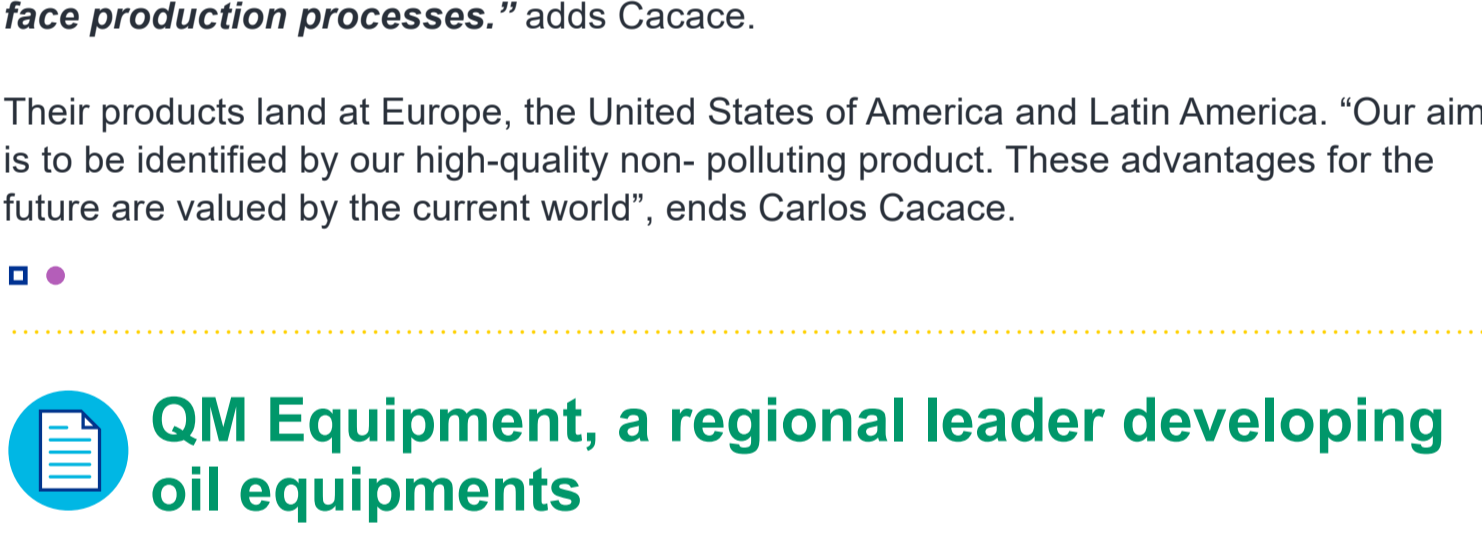 face production processes.” adds Cacace.
Their products land at Europe, the United States of America and Latin America. “Our aim
is to be identified by our high-quality non- polluting product. These advantages for the
future are valued by the current world”, ends Carlos Cacace.
QM Equipment, a regional leader developing
oil equipments